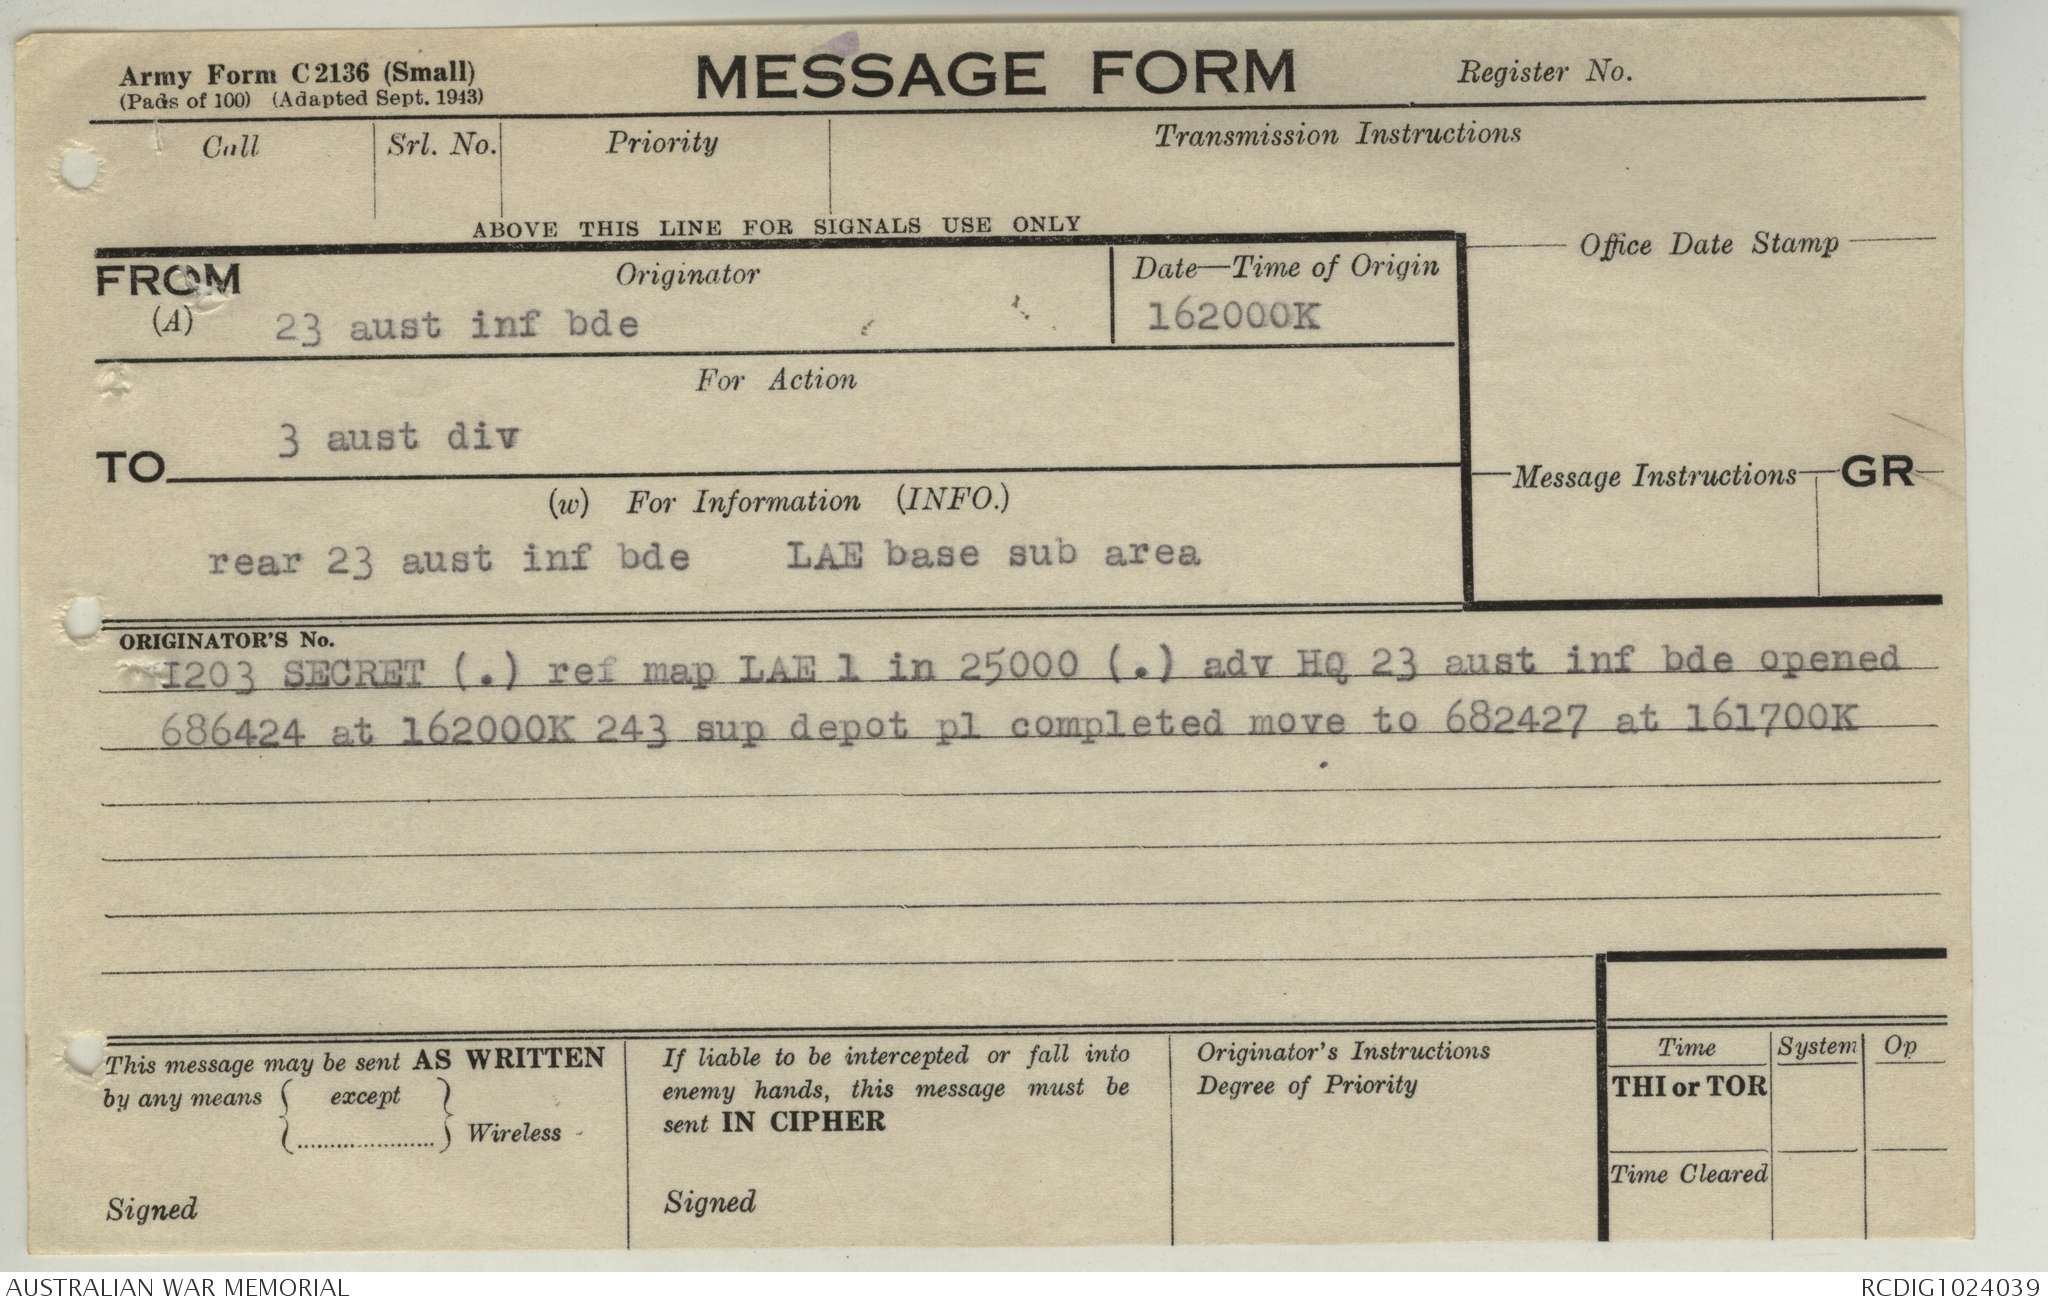 Army Form C2136 (Small)
(Pads of 100) (Adapted Sept. 1943)
MESSAGE FORM
Register No.
Call
Srl. No.
Priority
Transmission Instructions
ABOVE THIS LINE FOR SIGNALS USE ONLY
FROM
(A)
Originator
23 aust inf bde
Date—Time of Origin
162000K
Office Date Stamp
For Action
3 aust div
TO
(w) For Information (INFO.)
rear 23 aust inf bde LAE base sub area
Message Instructions
GR
ORIGINATOR'S No.
I203 SECRET (.) ref map LAE 1 in 25000 (.) adv HQ 23 aust inf bde opened
686424 at 162000K 243 sup depot pl completed move to 682427 at 161700K
This message may be sent AS WRITTEN
by any means ( except )
(.....................) Wireless
Signed
If liable to be intercepted or fall into
enemy hands, this message must be
sent IN CIPHER
Signed
Originator's Instructions
Degree of Priority
Time
System
Op
THI or TOR
Time Cleared
AUSTRALIAN WAR MEMORIAL
RCDIG1024039